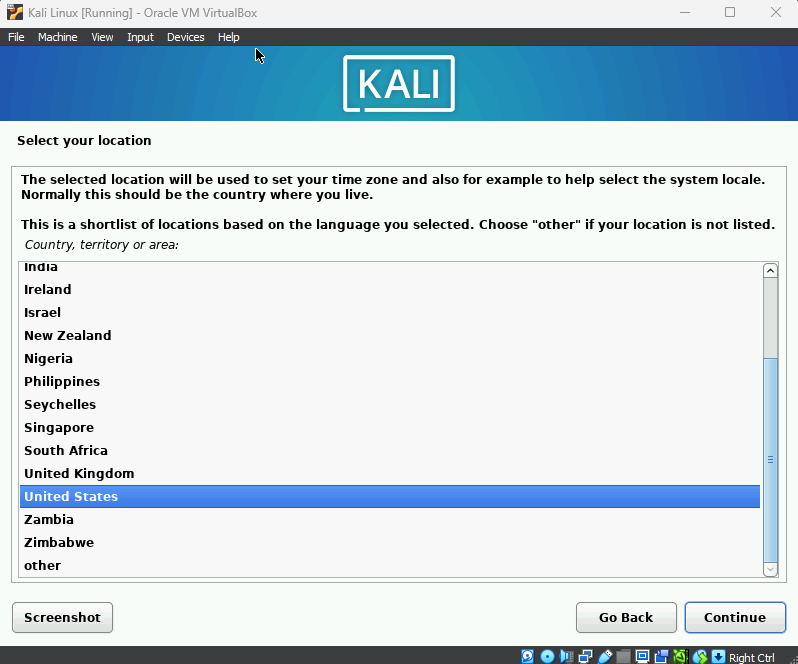 Kali Linux [Running] - Oracle VM VirtualBox
File Machine View Input Devices Help
KALI
Select your location
The selected location will be used to set your time zone and also for example to help select the system locale.
Normally this should be the country where you live.
This is a shortlist of locations based on the language you selected. Choose "other" if your location is not listed.
Country, territory or area:
India
Ireland
Israel
New Zealand
Nigeria
Philippines
Seychelles
Singapore
South Africa
United Kingdom
United States
Zambia
Zimbabwe
other
Screenshot
Go Back
Continue
Right Ctrl